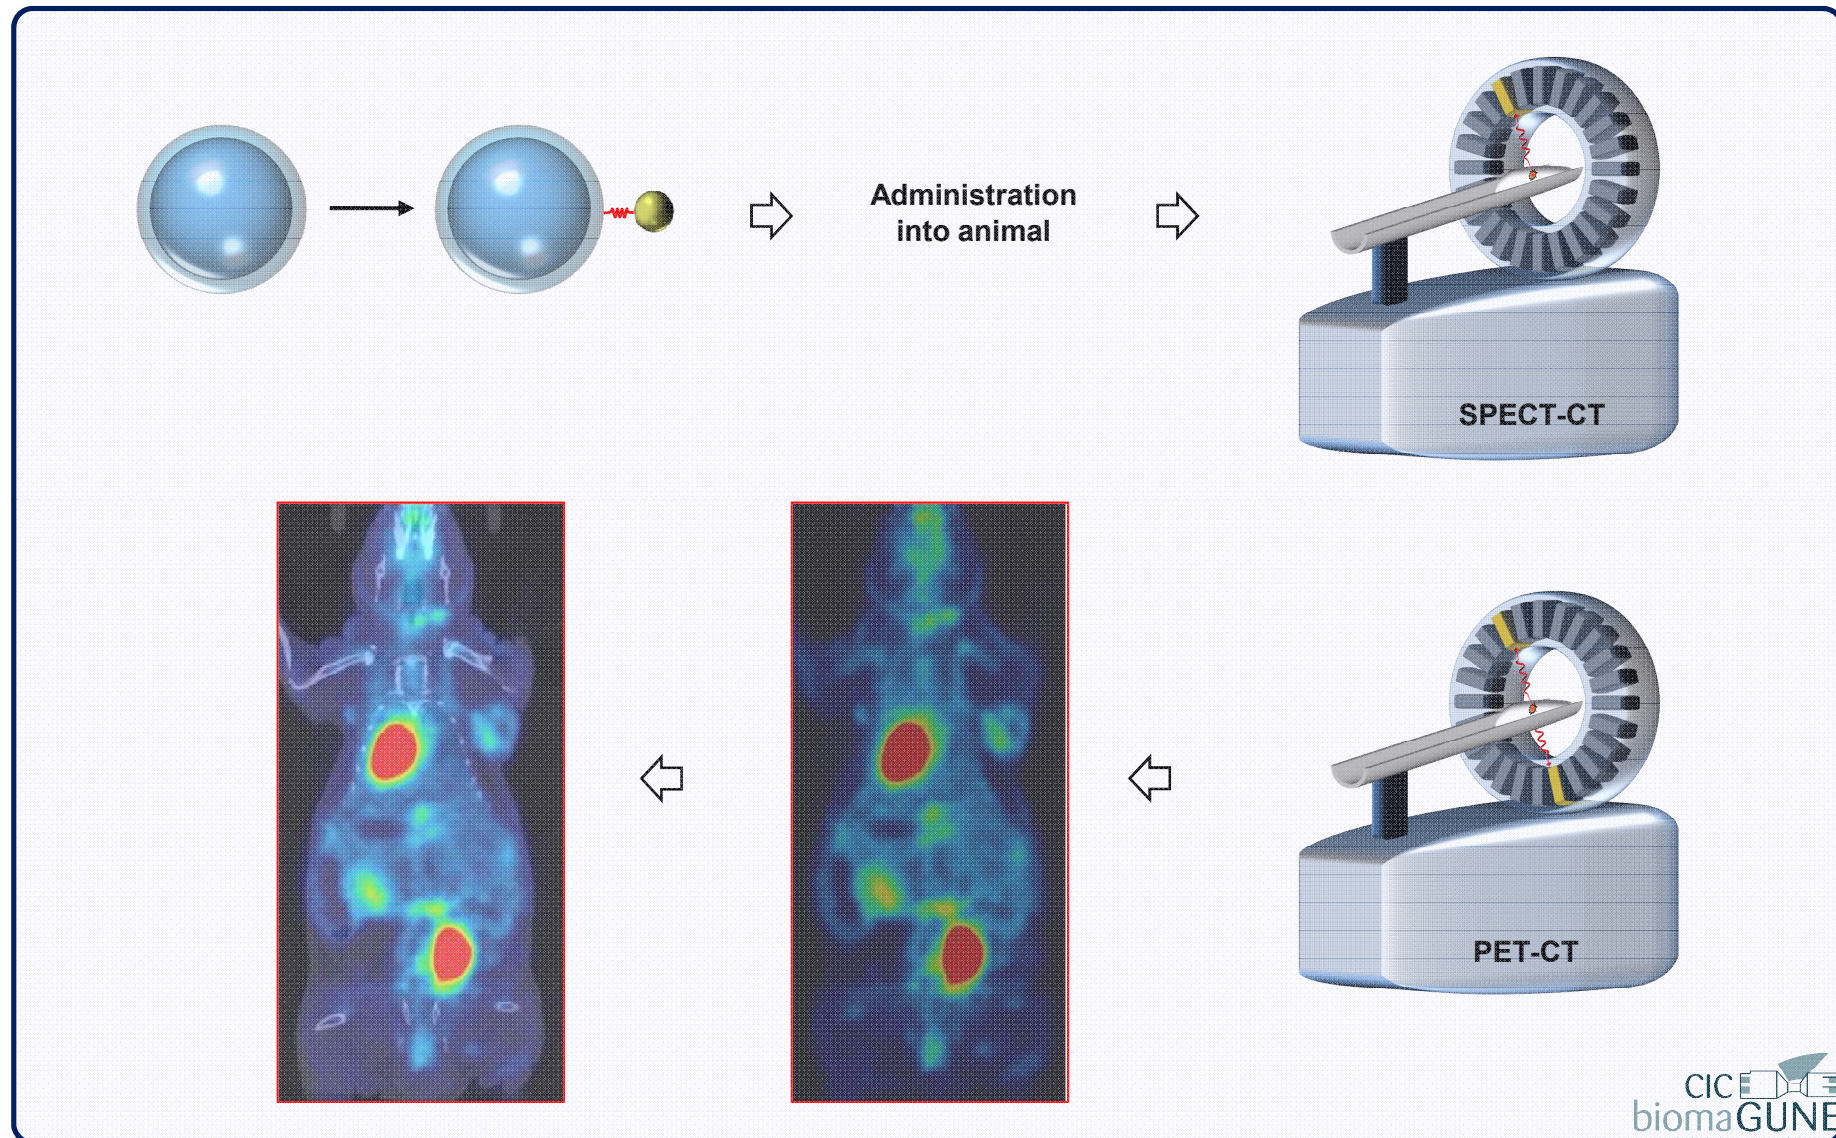 Administration
into animal
SPECT-CT
PET-CT
CIC
biomaGUNE